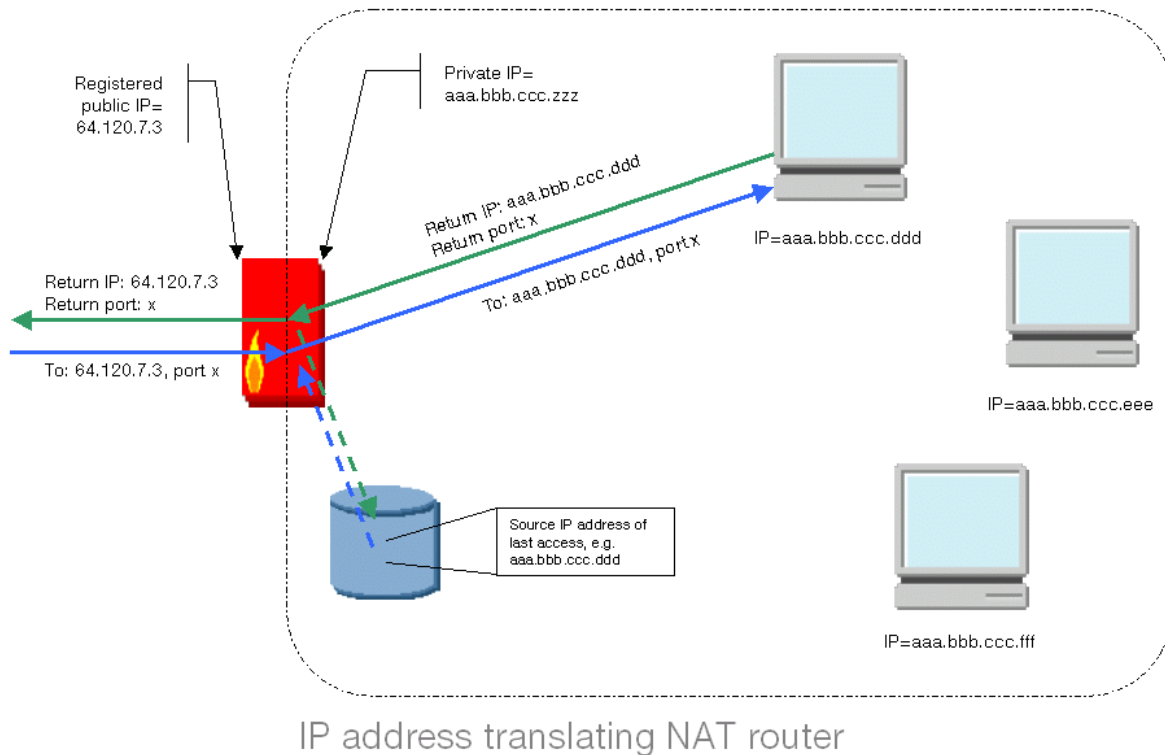 Registered
public IP=
64.120.7.3
Private IP=
aaa.bbb.ccc.zzz
Return IP: aaa.bbb.ccc.ddd
Return port: x
To: aaa.bbb.ccc.ddd, port x
IP=aaa.bbb.ccc.ddd
Return IP: 64.120.7.3
Return port: x
To: 64.120.7.3, port x
IP=aaa.bbb.ccc.eee
Source IP address of
last access, e.g.
aaa.bbb.ccc.ddd
IP=aaa.bbb.ccc.fff
IP address translating NAT router